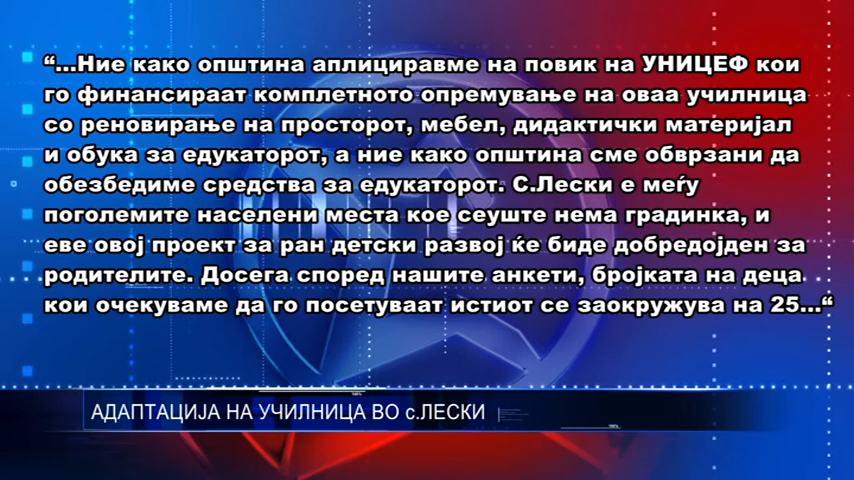 “...Ние како општина аплициравме на повик на УНИЦЕФ кои
го финансираат комплетното опремување на оваа училница
со реновирање на просторот, мебел, дидактички материјал
и обука за едукаторот, а ние како општина сме обврзани да
обезбедиме средства за едукаторот. С.Лески е меѓу
поголемите населени места кое сеуште нема градинка, и
еве овој проект за ран детски развој ќе биде добредојден за
родителите. Досега според нашите анкети, бројката на деца
кои очекуваме да го посетуваат истиот се заокружува на 25...“
АДАПТАЦИЈА НА УЧИЛНИЦА ВО с.ЛЕСКИ